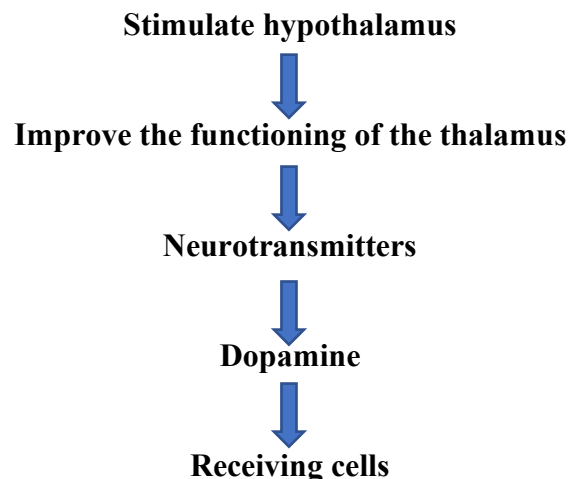 Stimulate hypothalamus
Improve the functioning of the thalamus
Neurotransmitters
Dopamine
Receiving cells